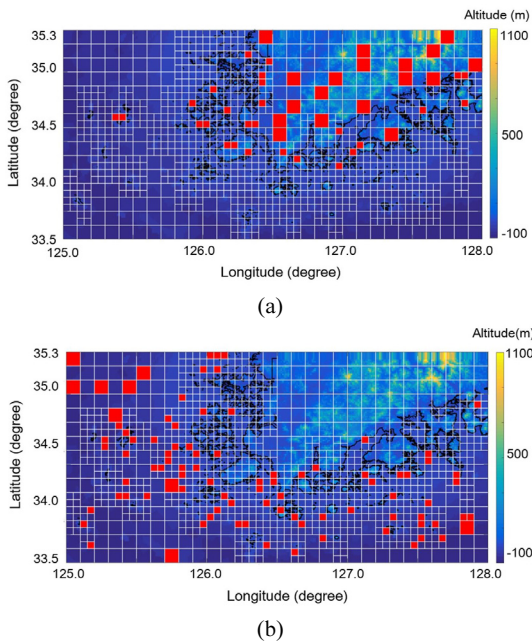 Altitude (m)
1100
500
-100
35.3
35.0
34.5
34.0
33.5
Latitude (degree)
125.0 126.0 127.0 128.0
Longitude (degree)
(a)
Altitude(m)
1100
500
-100
35.3
35.0
34.5
34.0
33.5
Latitude (degree)
125.0 126.0 127.0 128.0
Longitude (degree)
(b)